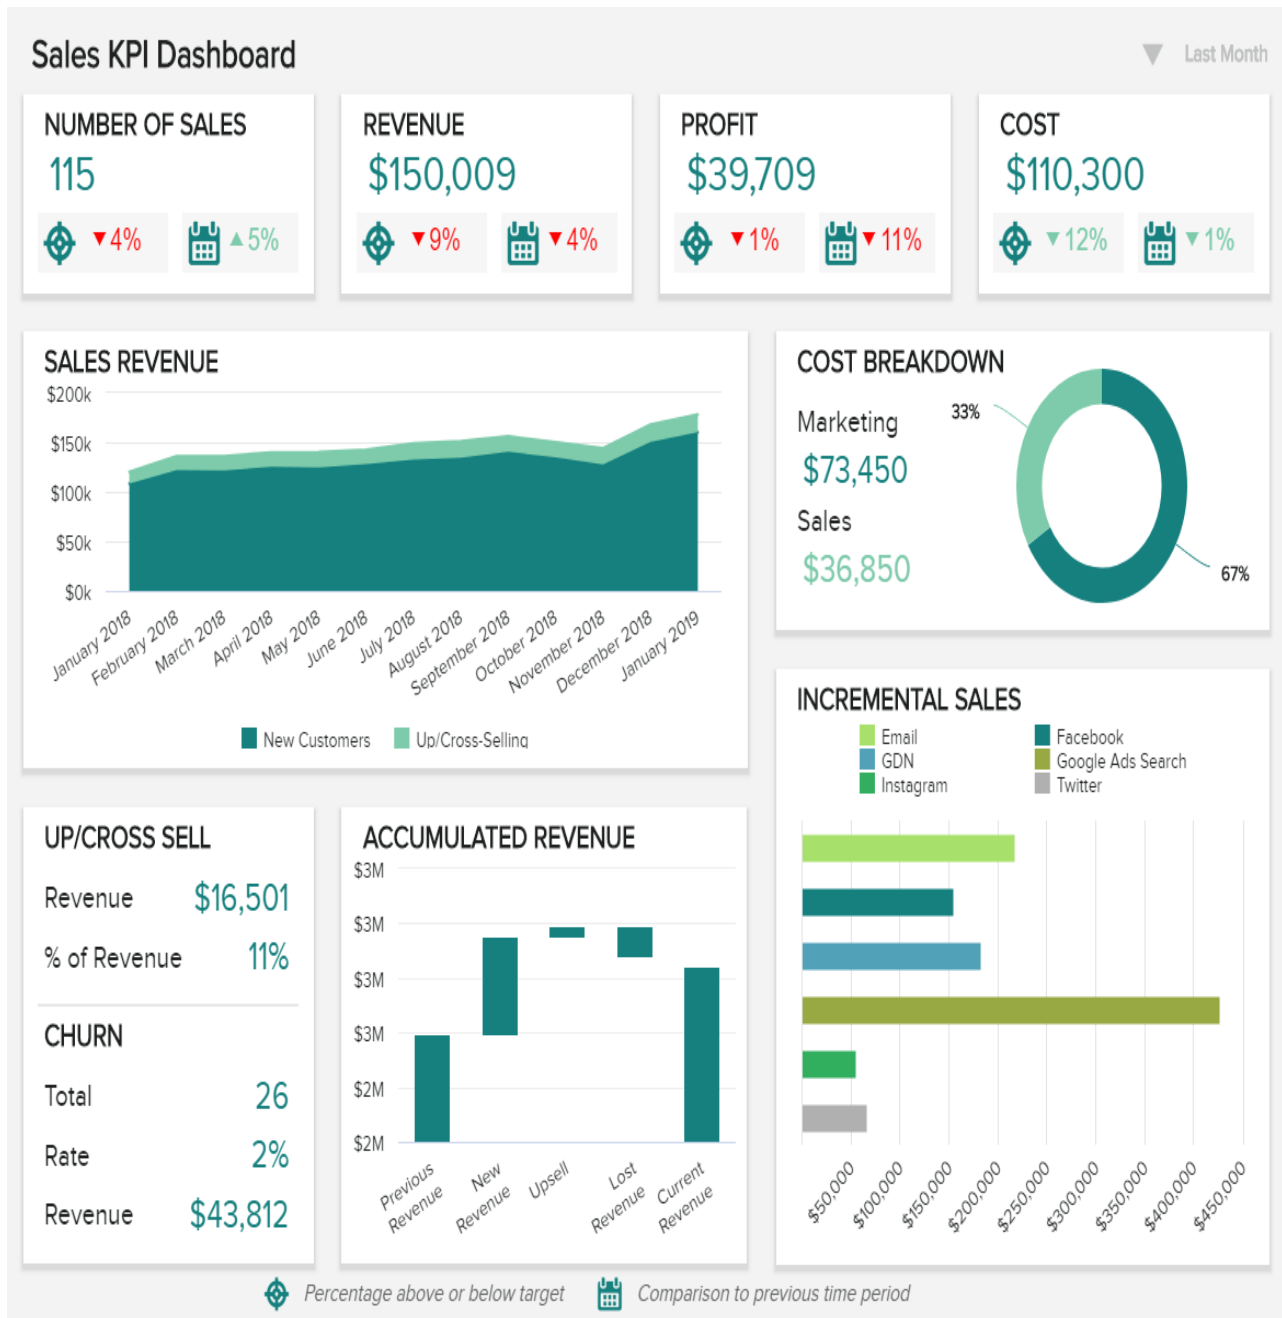 Sales KPI Dashboard
▼ Last Month
NUMBER OF SALES
115
▼4%
▲5%
REVENUE
$150,009
▼9%
▼4%
PROFIT
$39,709
▼1%
▼11%
COST
$110,300
▼12%
▼1%
SALES REVENUE
$200k
$150k
$100k
$50k
$0k
January 2018
February 2018
March 2018
April 2018
May 2018
June 2018
July 2018
August 2018
September 2018
October 2018
November 2018
December 2018
January 2019
New Customers
Up/Cross-Selling
COST BREAKDOWN
Marketing
$73,450
Sales
$36,850
33%
67%
INCREMENTAL SALES
Email
Facebook
GDN
Google Ads Search
Instagram
Twitter
$50,000
$100,000
$150,000
$200,000
$250,000
$300,000
$350,000
$400,000
$450,000
UP/CROSS SELL
Revenue $16,501
% of Revenue 11%
CHURN
Total 26
Rate 2%
Revenue $43,812
ACCUMULATED REVENUE
$3M
$3M
$3M
$3M
$2M
$2M
Previous
Revenue
New
Revenue
Upsell
Lost
Revenue
Current
Revenue
Percentage above or below target
Comparison to previous time period